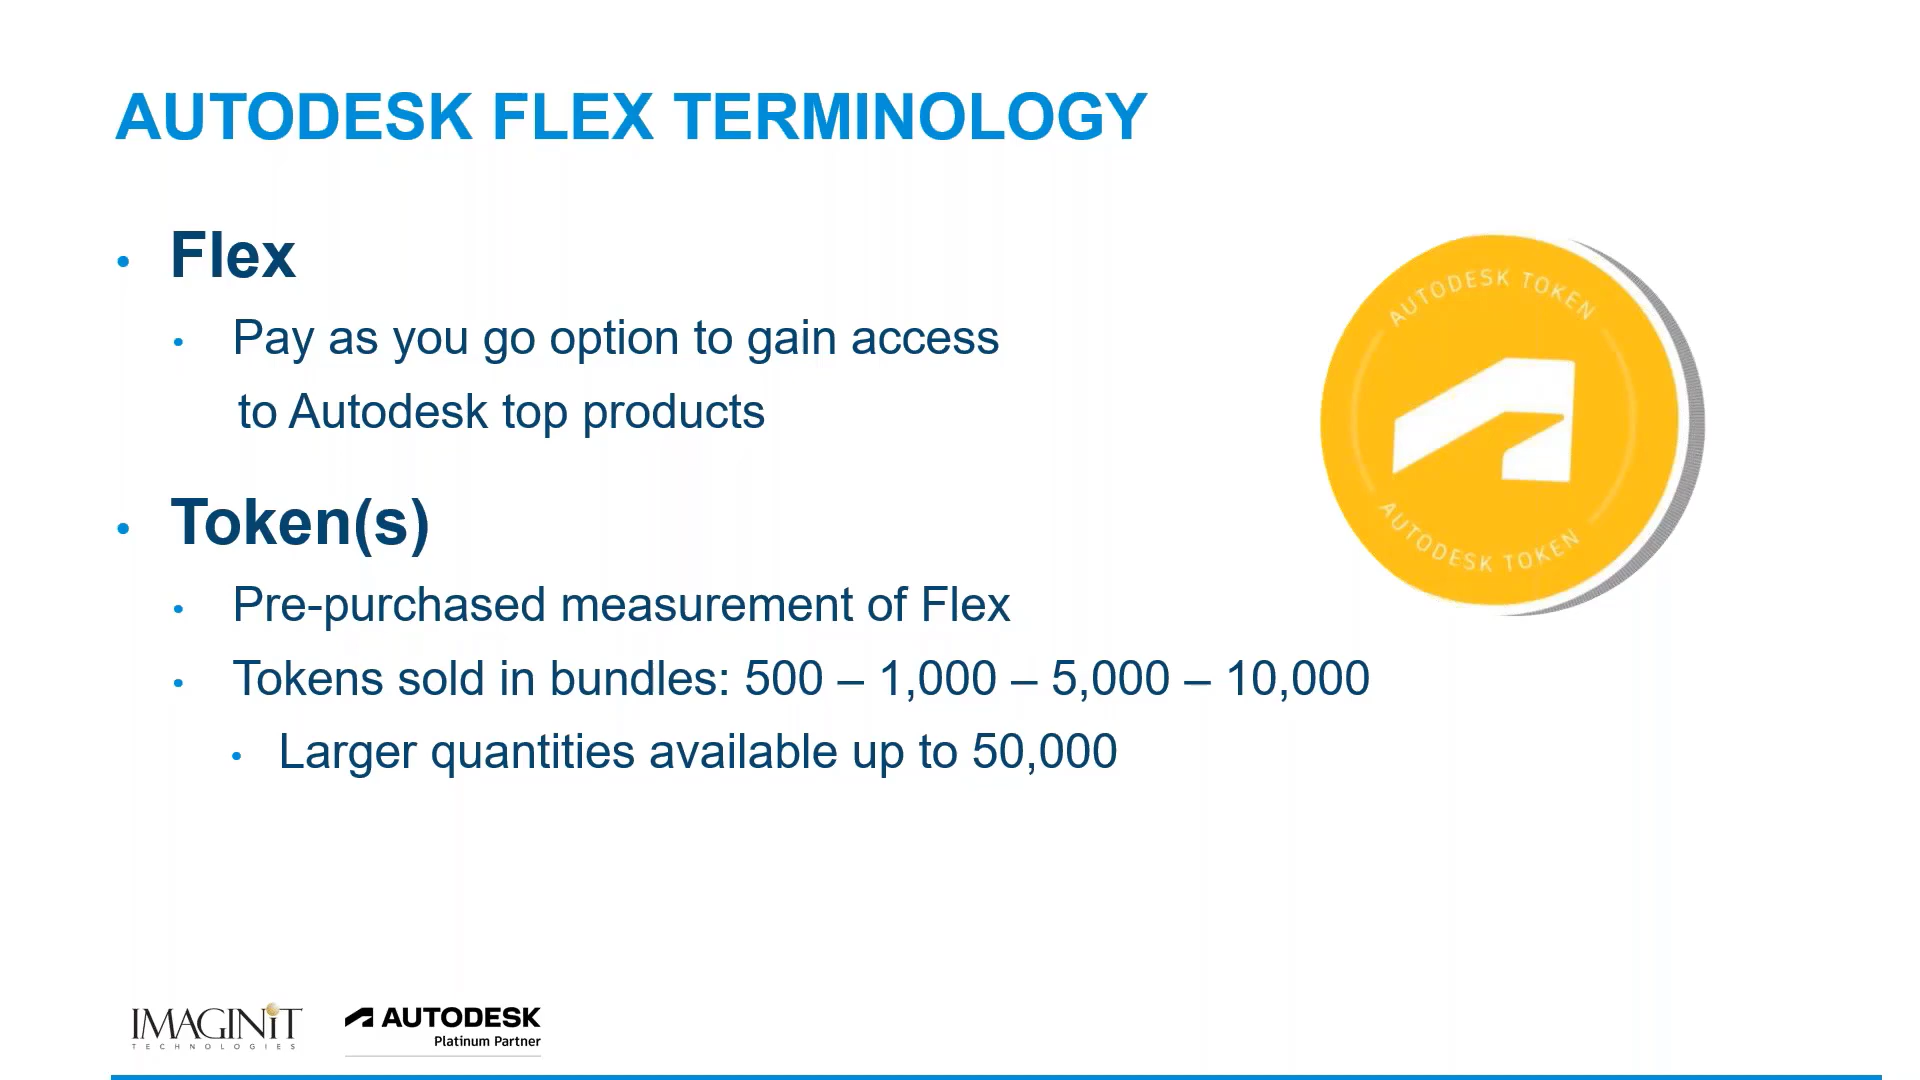 AUTODESK FLEX TERMINOLOGY
• Flex
• Pay as you go option to gain access
to Autodesk top products
AUTODESK TOKEN
AUTODESK TOKEN
• Token(s)
• Pre-purchased measurement of Flex
• Tokens sold in bundles: 500 – 1,000 – 5,000 – 10,000
• Larger quantities available up to 50,000
IMAGINiT
TECHNOLOGIES
AUTODESK
Platinum Partner